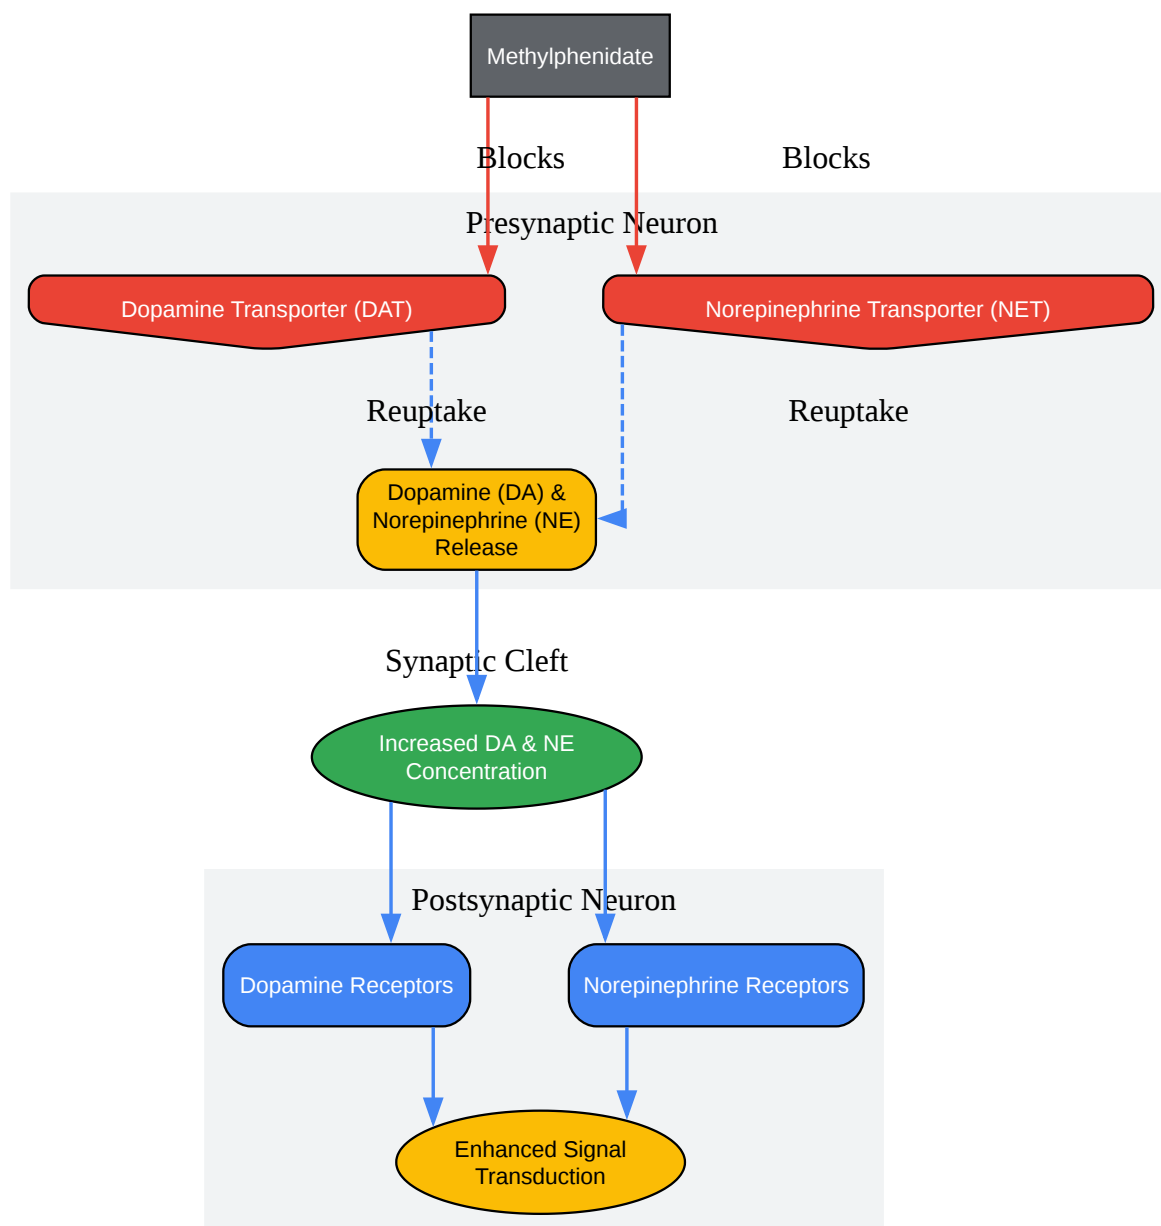 Methylphenidate
Blocks
Blocks
Presynaptic Neuron
Dopamine Transporter (DAT)
Norepinephrine Transporter (NET)
Reuptake
Reuptake
Dopamine (DA) &
Norepinephrine (NE)
Release
Synaptic Cleft
Increased DA & NE
Concentration
Postsynaptic Neuron
Dopamine Receptors
Norepinephrine Receptors
Enhanced Signal
Transduction